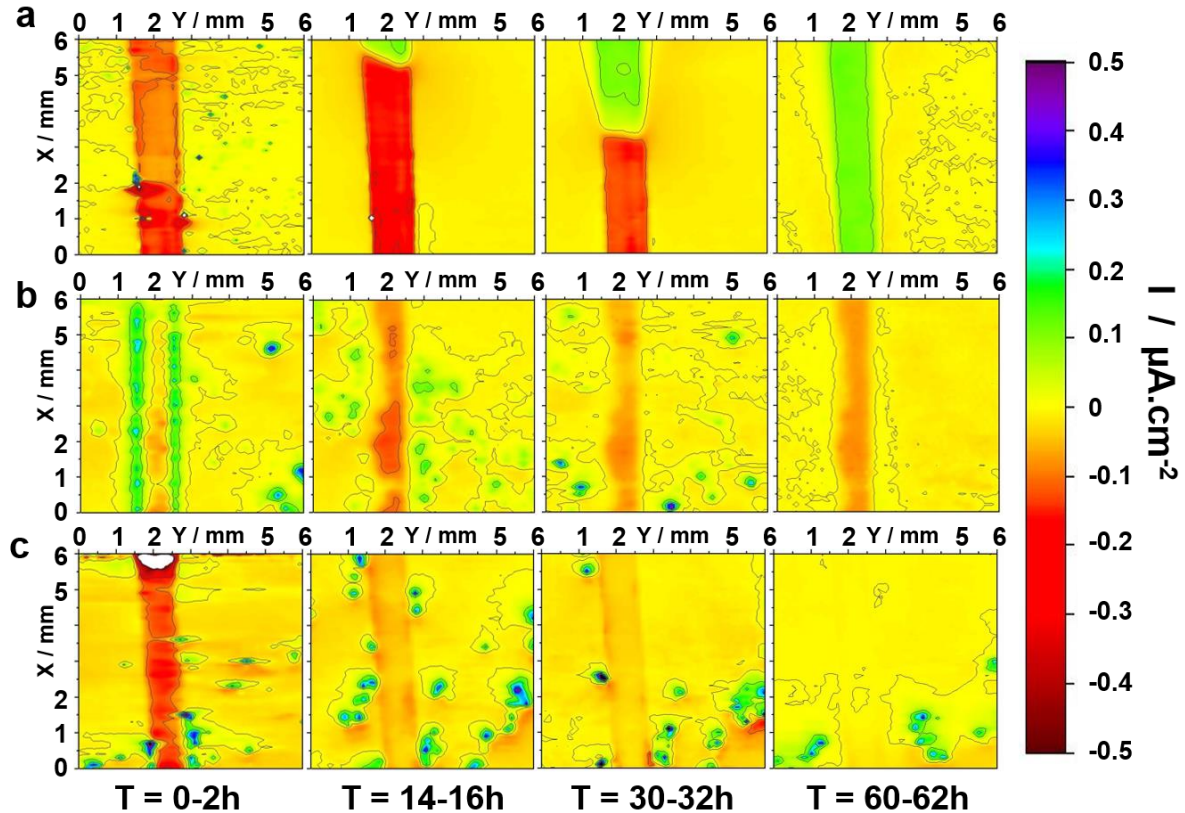 a
0 1 2 Y / mm 5 6 1 2 Y / mm 5 6 1 2 Y / mm 5 6 1 2 Y / mm 5 6
6
5
X / mm
2
1
0
b
0 1 2 Y / mm 5 6 1 2 Y / mm 5 6 1 2 Y / mm 5 6 1 2 Y / mm 5 6
6
5
X / mm
2
1
0
c
0 1 2 Y / mm 5 6 1 2 Y / mm 5 6 1 2 Y / mm 5 6 1 2 Y / mm 5 6
6
5
X / mm
2
1
0
T = 0-2h
T = 14-16h
T = 30-32h
T = 60-62h
0.5
0.4
0.3
0.2
0.1
0
-0.1
-0.2
-0.3
-0.4
-0.5
I / µA.cm⁻²